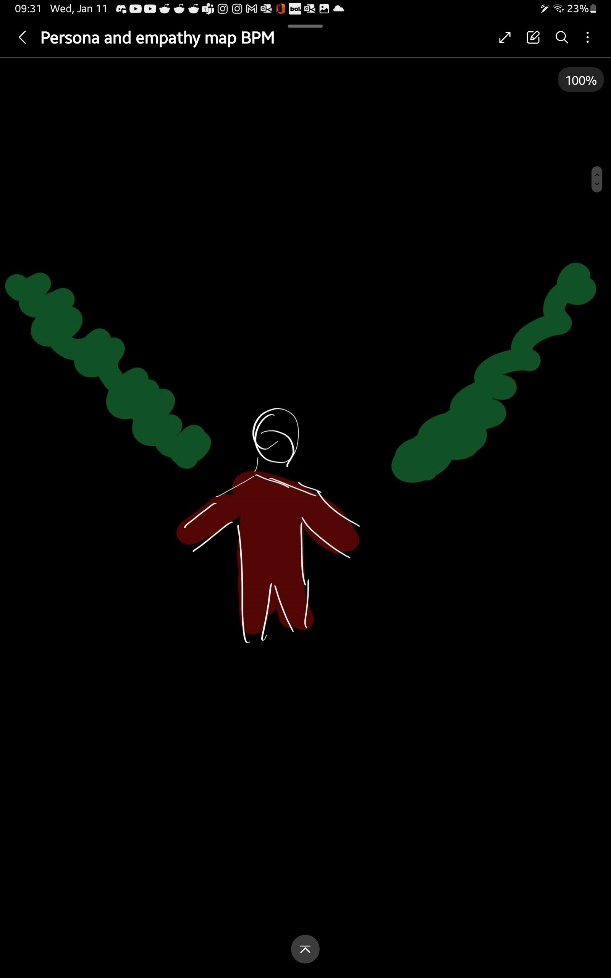 09:31 Wed, Jan 11 23%
Persona and empathy map BPM
100%